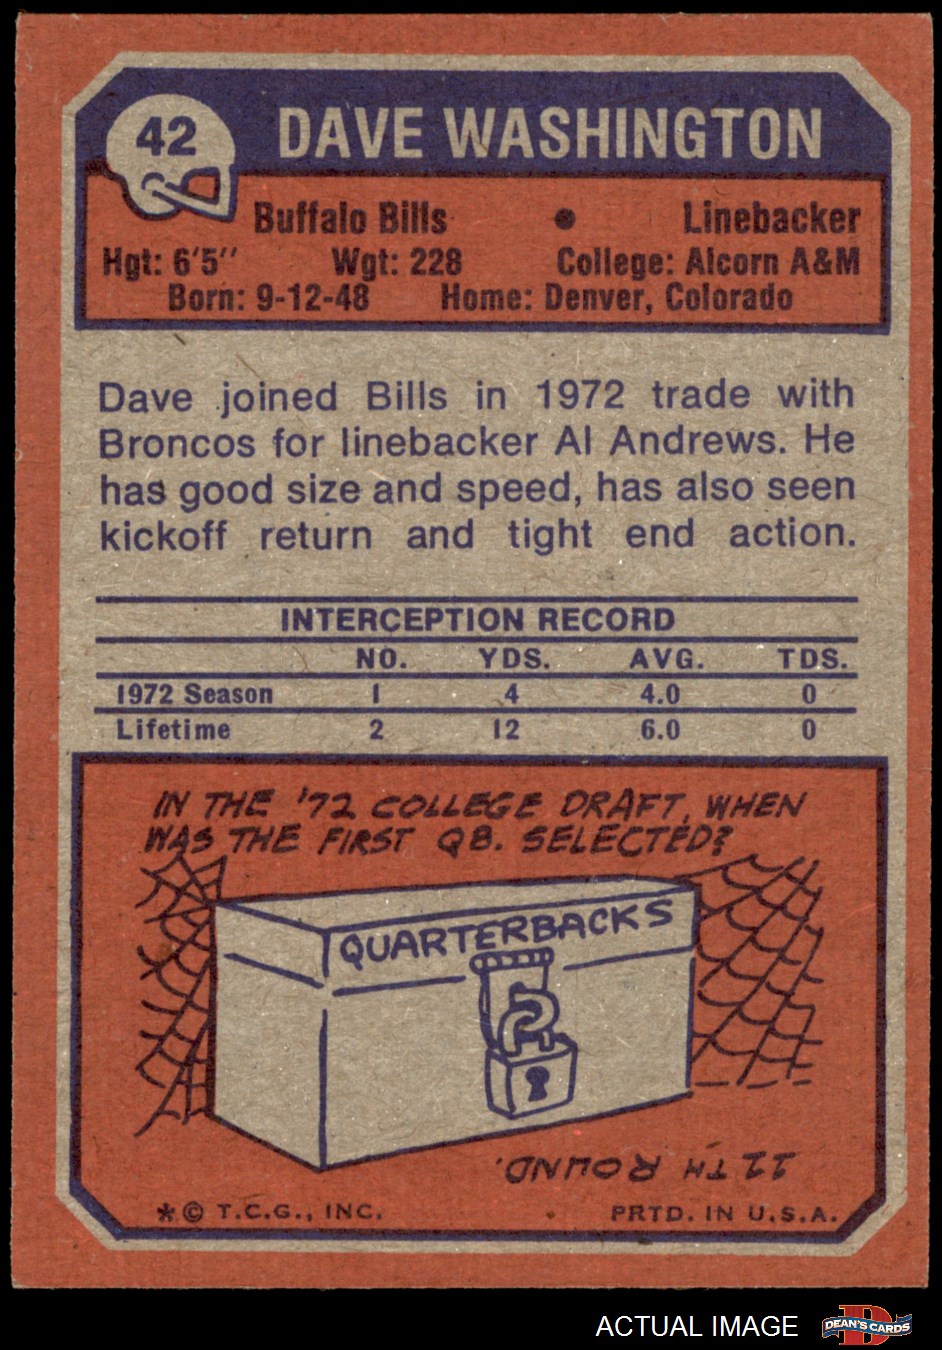 42
DAVE WASHINGTON
Buffalo Bills • Linebacker
Hgt: 6'5'' Wgt: 228 College: Alcorn A&M
Born: 9-12-48 Home: Denver, Colorado
Dave joined Bills in 1972 trade with
Broncos for linebacker Al Andrews. He
has good size and speed, has also seen
kickoff return and tight end action.
INTERCEPTION RECORD
NO. YDS. AVG. TDS.
1972 Season 1 4 4.0 0
Lifetime 2 12 6.0 0
IN THE '72 COLLEGE DRAFT, WHEN
WAS THE FIRST QB. SELECTED?
QUARTERBACKS
11TH ROUND.
*© T.C.G., INC. PRTD. IN U.S.A.
ACTUAL IMAGE
D
DEAN'S CARDS